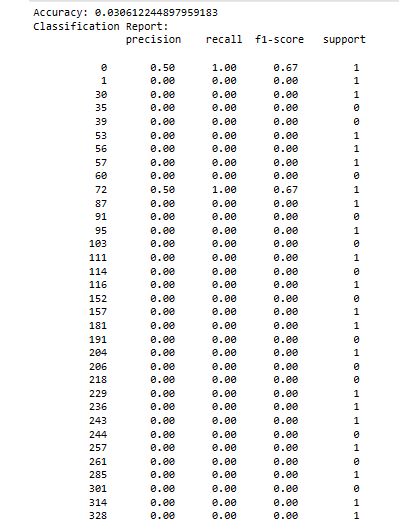 Accuracy: 0.030612244897959183
Classification Report:
precision recall f1-score support
0 0.50 1.00 0.67 1
1 0.00 0.00 0.00 1
30 0.00 0.00 0.00 1
35 0.00 0.00 0.00 0
39 0.00 0.00 0.00 0
53 0.00 0.00 0.00 1
56 0.00 0.00 0.00 1
57 0.00 0.00 0.00 1
60 0.00 0.00 0.00 0
72 0.50 1.00 0.67 1
87 0.00 0.00 0.00 1
91 0.00 0.00 0.00 0
95 0.00 0.00 0.00 1
103 0.00 0.00 0.00 0
111 0.00 0.00 0.00 1
114 0.00 0.00 0.00 0
116 0.00 0.00 0.00 1
152 0.00 0.00 0.00 0
157 0.00 0.00 0.00 1
181 0.00 0.00 0.00 1
191 0.00 0.00 0.00 0
204 0.00 0.00 0.00 1
206 0.00 0.00 0.00 0
218 0.00 0.00 0.00 0
229 0.00 0.00 0.00 1
236 0.00 0.00 0.00 1
243 0.00 0.00 0.00 1
244 0.00 0.00 0.00 0
257 0.00 0.00 0.00 1
261 0.00 0.00 0.00 0
285 0.00 0.00 0.00 1
301 0.00 0.00 0.00 0
314 0.00 0.00 0.00 1
328 0.00 0.00 0.00 1